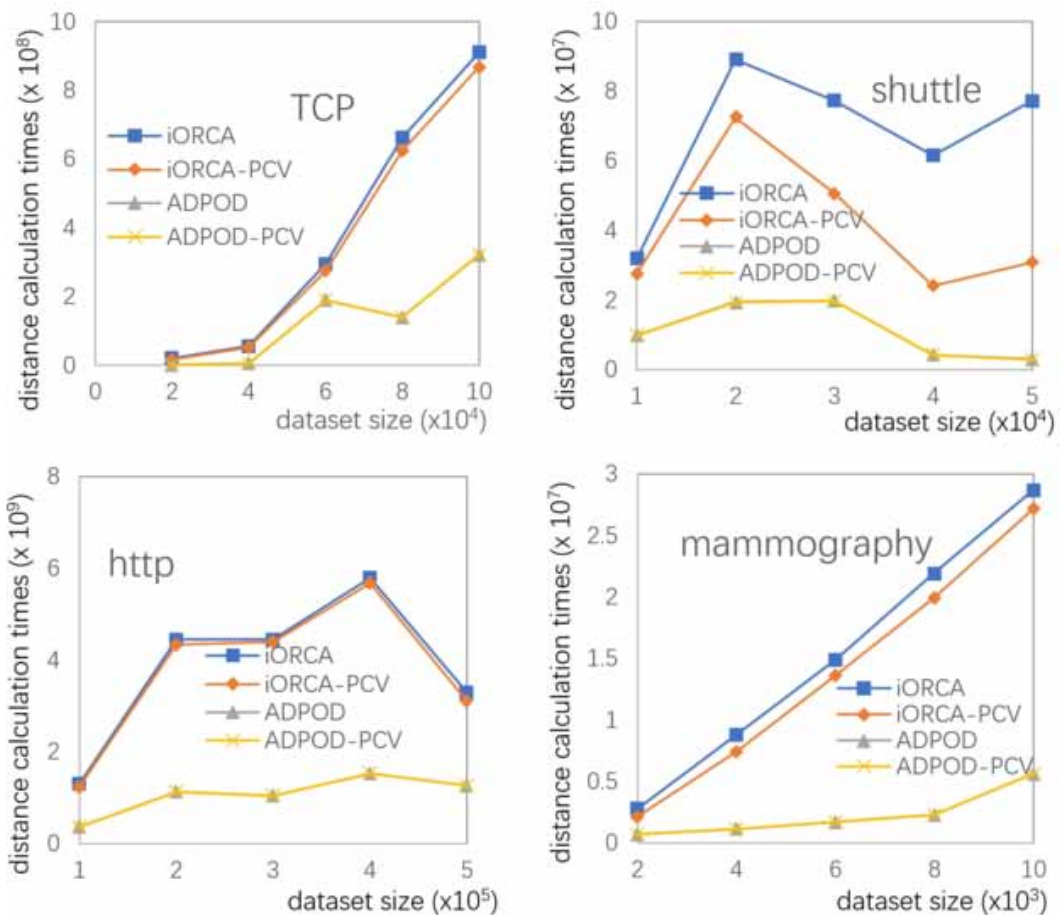 distance calculation times (x 10⁸)
10
8
6
4
2
0
TCP
iORCA
iORCA-PCV
ADPOD
ADPOD-PCV
0 2 4 6 8 10
dataset size (x10⁴)
distance calculation times (x 10⁷)
10
8
6
4
2
0
shuttle
iORCA
iORCA-PCV
ADPOD
ADPOD-PCV
1 2 3 4 5
dataset size (x10⁴)
distance calculation times (x 10⁹)
8
6
4
2
0
http
iORCA
iORCA-PCV
ADPOD
ADPOD-PCV
1 2 3 4 5
dataset size (x10⁵)
distance calculation times (x 10⁷)
3
2.5
2
1.5
1
0.5
0
mammography
iORCA
iORCA-PCV
ADPOD
ADPOD-PCV
2 4 6 8 10
dataset size (x10³)